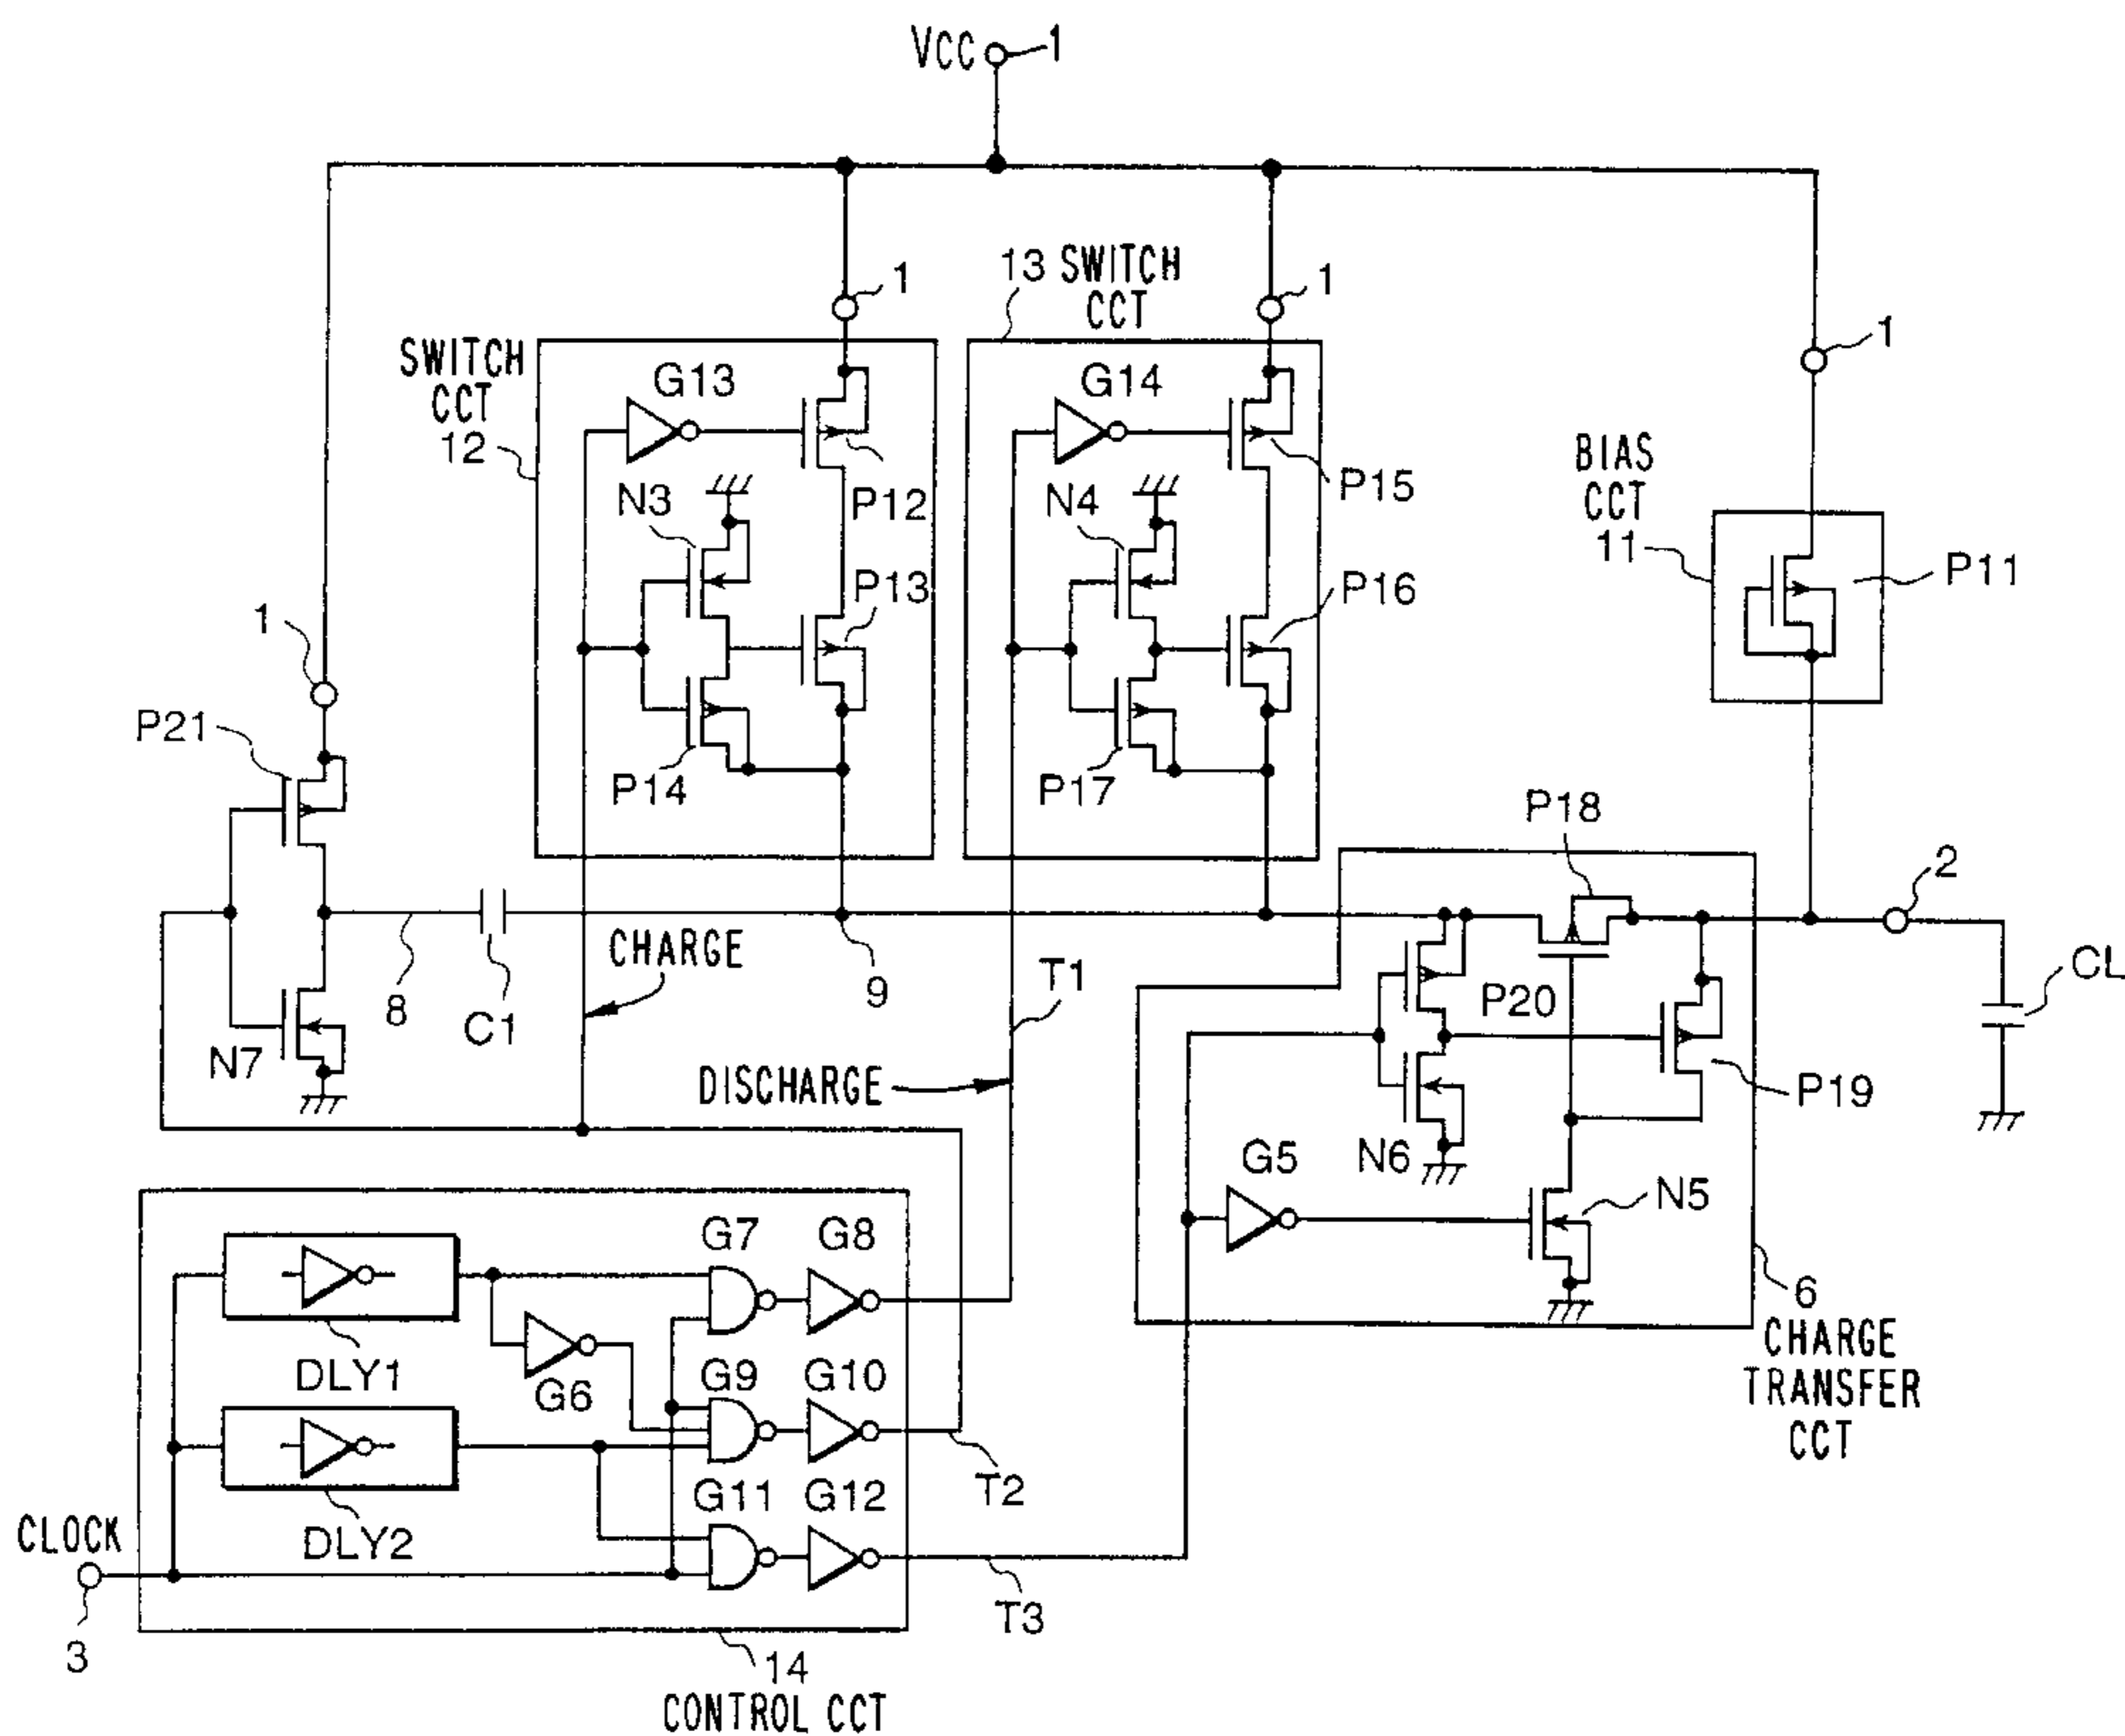 VCC
1
1
1
13 SWITCH
CCT
1
SWITCH
CCT
12
G13
G14
BIAS
CCT
11
N3
P12
N4
P15
P11
P13
P16
1
P21
P14
P17
P18
2
CHARGE
T1
9
8
C1
P20
CL
N7
DISCHARGE
P19
N6
G5
N5
G7
G8
6
CHARGE
TRANSFER
CCT
DLY1
G6
G9
G10
T2
G11
G12
CLOCK
DLY2
T3
3
14
CONTROL CCT